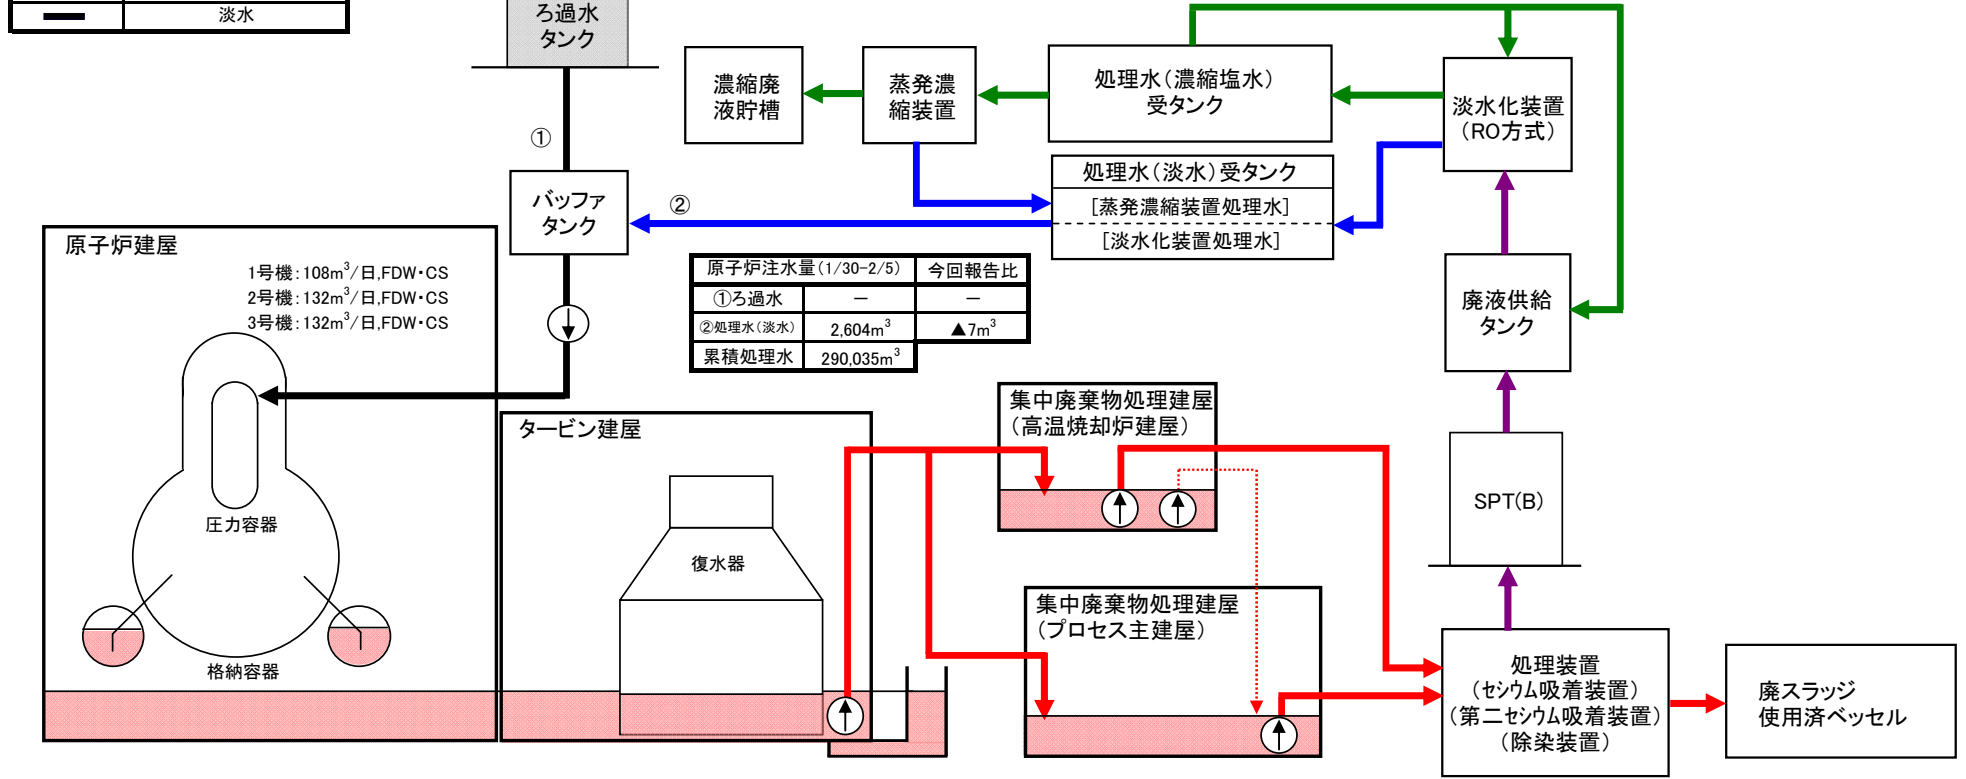 淡水
ろ過水
タンク
①
バッファ
タンク
②
濃縮廃
液貯槽
蒸発濃
縮装置
処理水(濃縮塩水)
受タンク
淡水化装置
(RO方式)
処理水(淡水)受タンク
[蒸発濃縮装置処理水]
[淡水化装置処理水]
原子炉建屋
1号機:108m³/日,FDW・CS
2号機:132m³/日,FDW・CS
3号機:132m³/日,FDW・CS
原子炉注水量(1/30-2/5) 今回報告比
①ろ過水 － －
②処理水(淡水) 2,604m³ ▲7m³
累積処理水 290,035m³
廃液供給
タンク
圧力容器
格納容器
タービン建屋
復水器
集中廃棄物処理建屋
(高温焼却炉建屋)
集中廃棄物処理建屋
(プロセス主建屋)
SPT(B)
処理装置
(セシウム吸着装置)
(第二セシウム吸着装置)
(除染装置)
廃スラッジ
使用済ベッセル